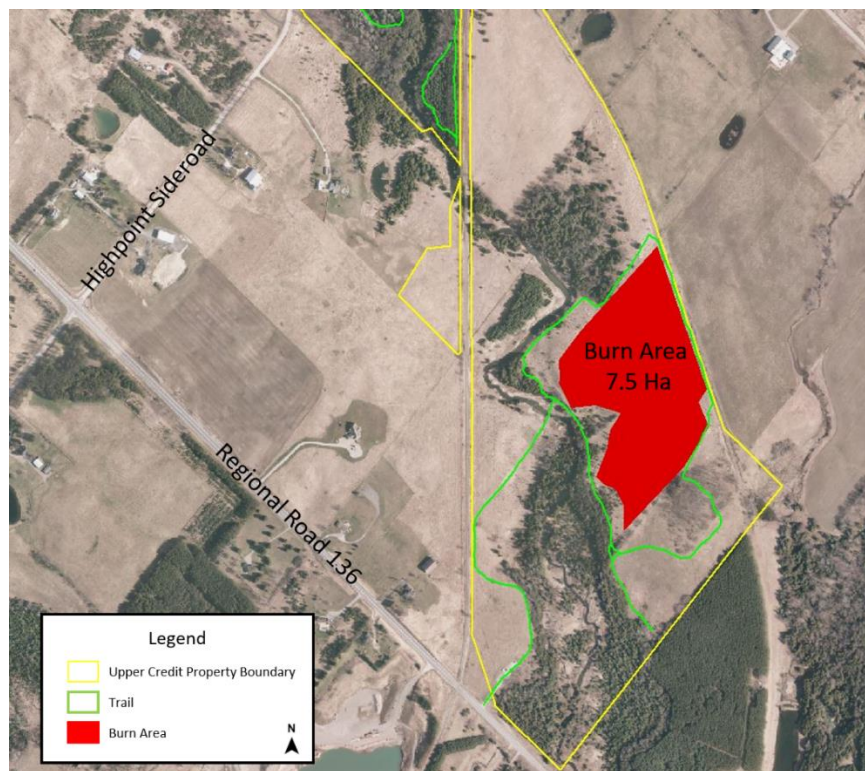 Highpoint Sideroad
Burn Area
7.5 Ha
Regional Road 136
Legend
Upper Credit Property Boundary
Trail
Burn Area
N